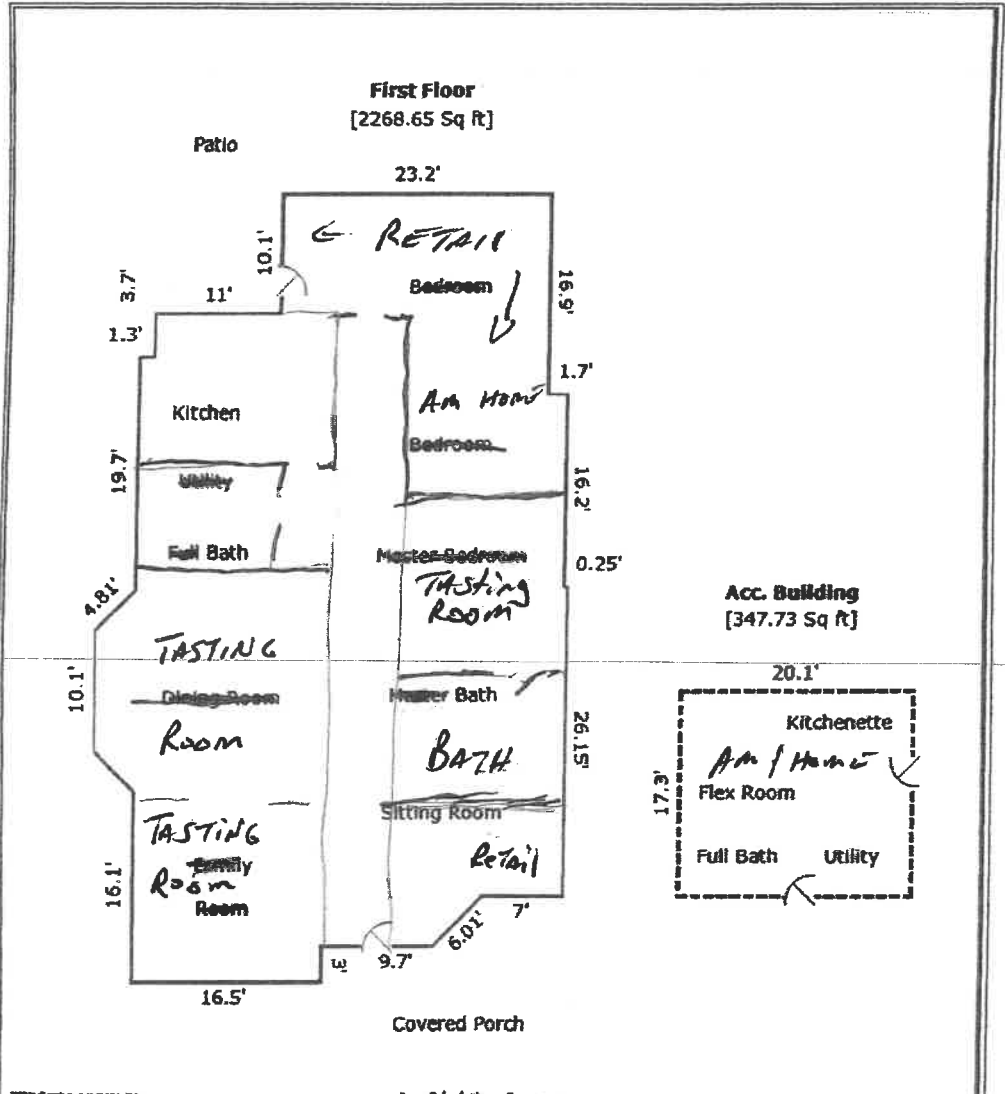 First Floor
[2268.65 Sq ft]
Patio
23.2'
← RETAIL
10.1'
Bedroom
16.9'
3.7'
11'
1.3'
1.7'
Am Home
Kitchen
Bedroom
19.7'
Utility
16.2'
Full Bath
Master Bedroom
0.25'
TASTING
ROOM
4.81'
Acc. Building
[347.73 Sq ft]
TASTING
20.1'
10.1'
Dining Room
Master Bath
ROOM
26.15'
Kitchenette
BATH
Am / Home
17.3'
Flex Room
Sitting Room
TASTING
Retail
Family
Full Bath
Utility
ROOM
16.1'
Room
7'
6.01'
3'
9.7'
16.5'
Covered Porch